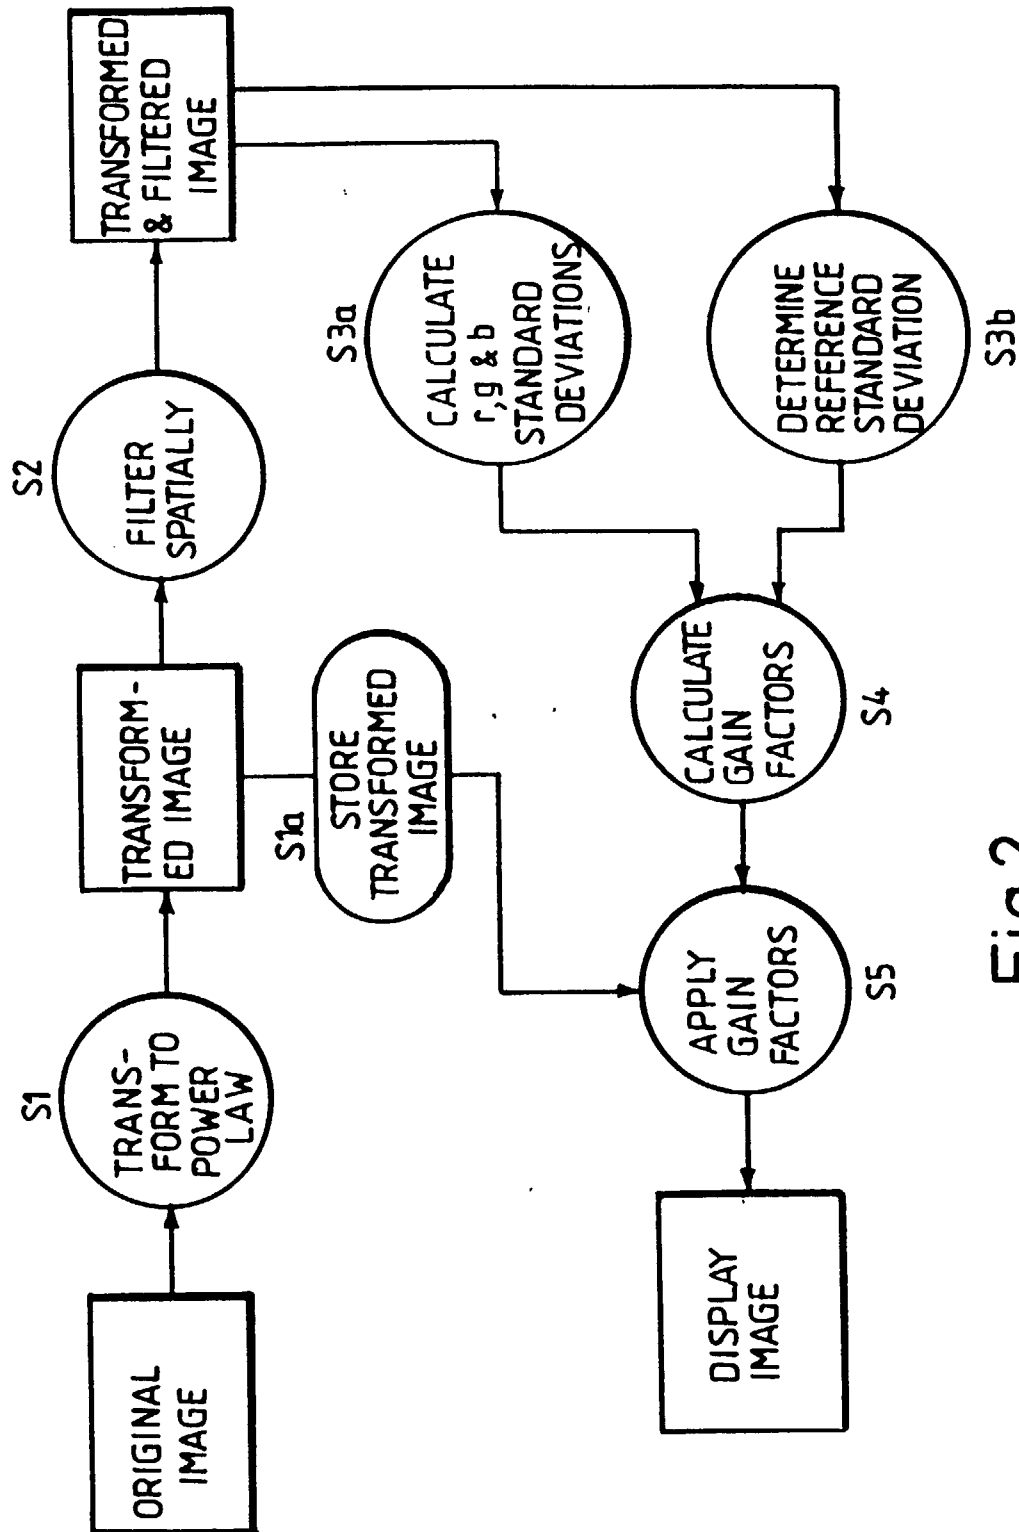 ORIGINAL
IMAGE
S1
TRANS-
FORM TO
POWER
LAW
TRANSFORM-
ED IMAGE
S2
FILTER
SPATIALLY
TRANSFORMED
& FILTERED
IMAGE
S1a
STORE
TRANSFORMED
IMAGE
S3a
CALCULATE
r,g & b
STANDARD
DEVIATIONS
DETERMINE
REFERENCE
STANDARD
DEVIATION
S3b
CALCULATE
GAIN
FACTORS
S4
APPLY
GAIN
FACTORS
S5
DISPLAY
IMAGE
Fig.2